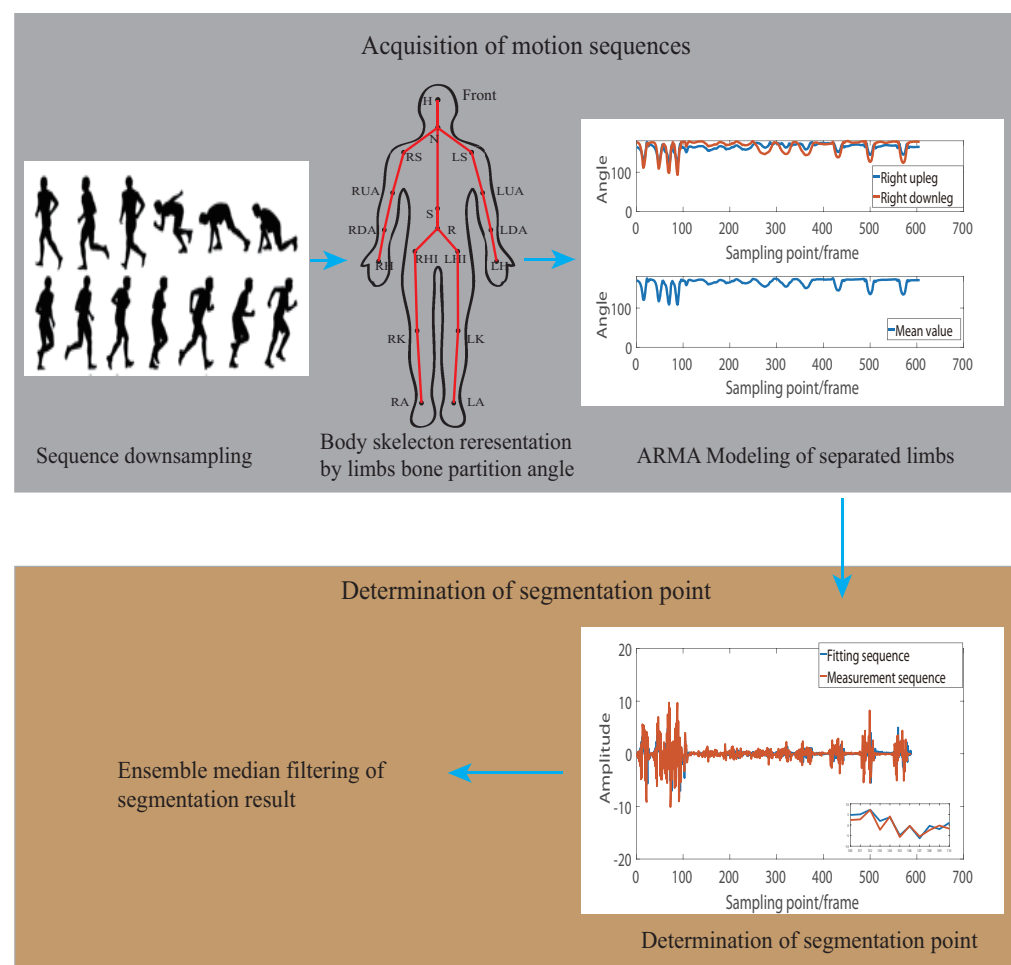 Acquisition of motion sequences
H
Front
N
RS
LS
RUA
LUA
S
RDA
R
LDA
RH
RHI
LHI
LH
RK
LK
RA
LA
Angle
100
0
Right upleg
Right downleg
0 100 200 300 400 500 600 700
Sampling point/frame
Angle
100
0
Mean value
0 100 200 300 400 500 600 700
Sampling point/frame
Sequence downsampling
Body skelecton reresentation
by limbs bone partition angle
ARMA Modeling of separated limbs
Determination of segmentation point
Ensemble median filtering of
segmentation result
Amplitude
20
10
0
-10
-20
Fitting sequence
Measurement sequence
0 100 200 300 400 500 600 700
Sampling point/frame
Determination of segmentation point